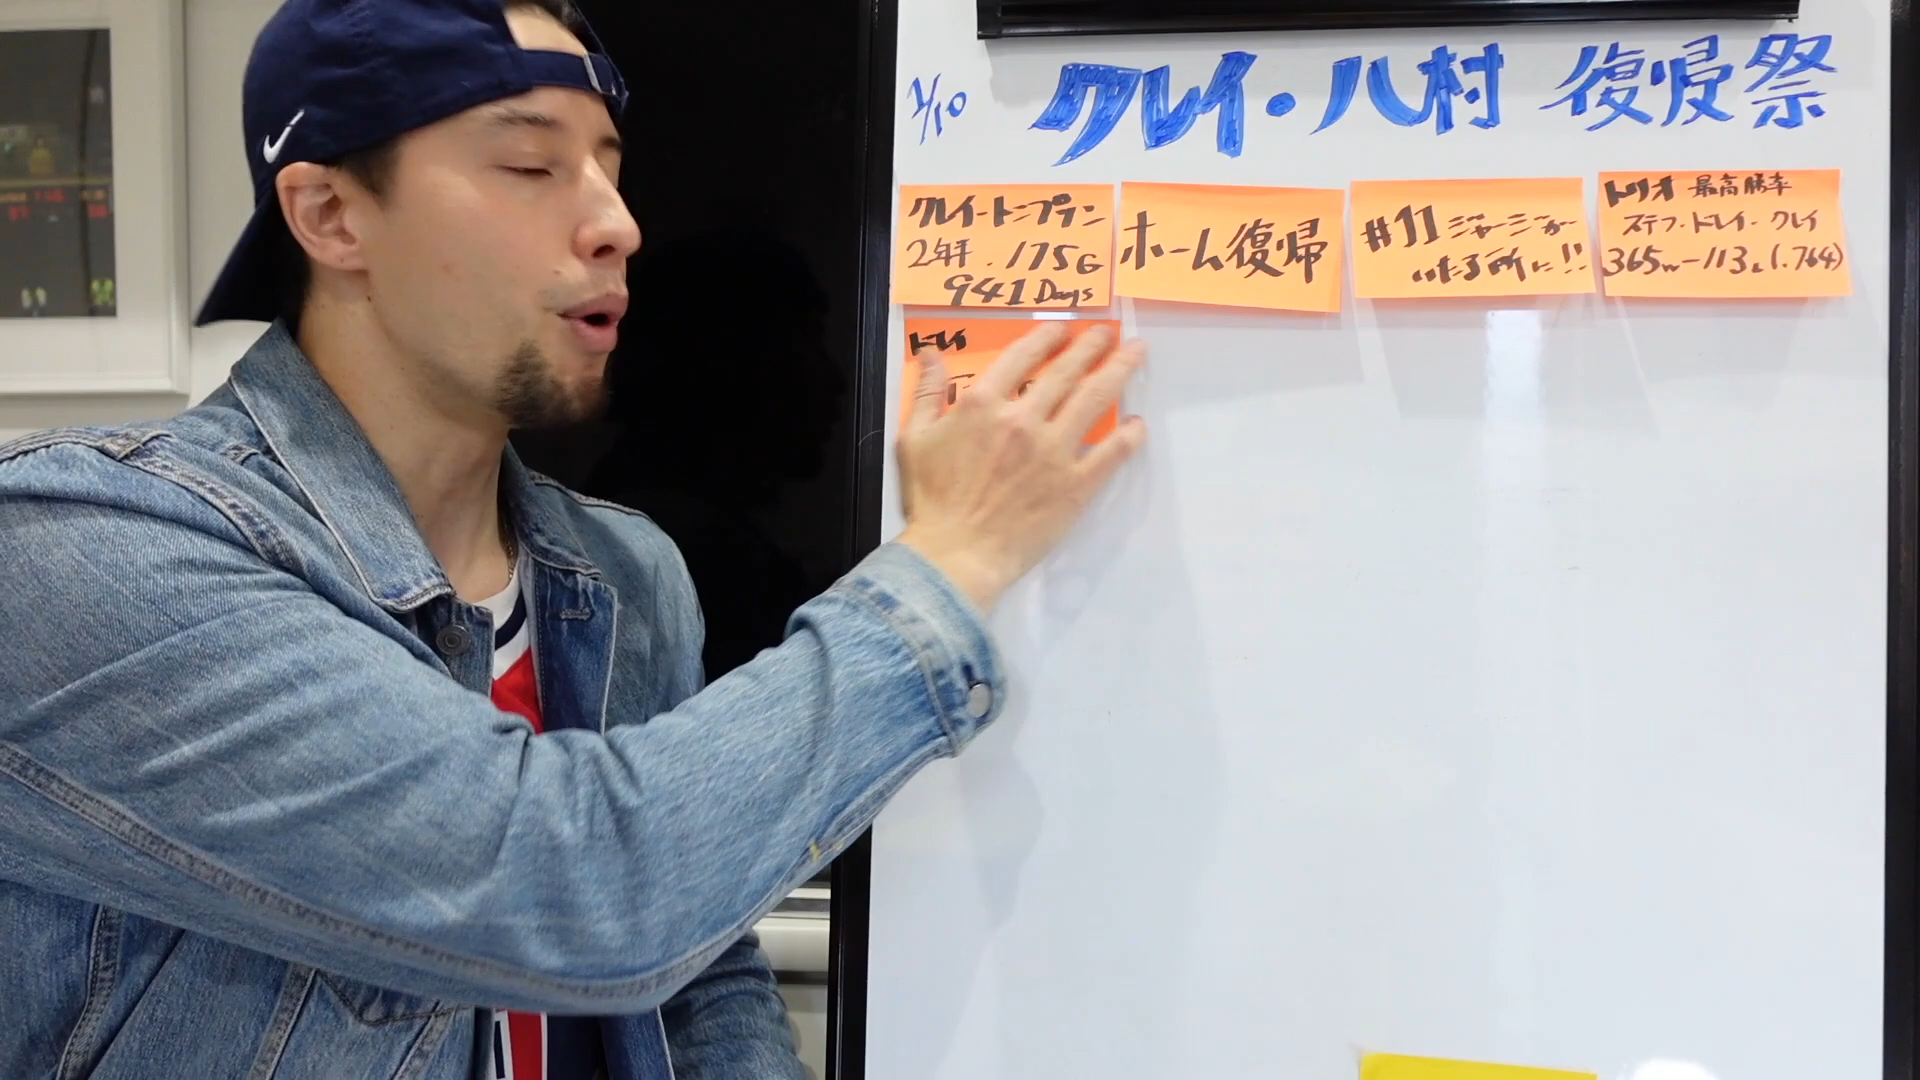 1/10 クレイ・八村 復帰祭
クレイ・トンプソン
2年半.175G
941 Days
ホーム復帰
#11 ジャージーが
いたる所に!!
トリオ 最高勝率
ステフ・ドレイ・クレイ
365w-113L(.764)
ドレイ